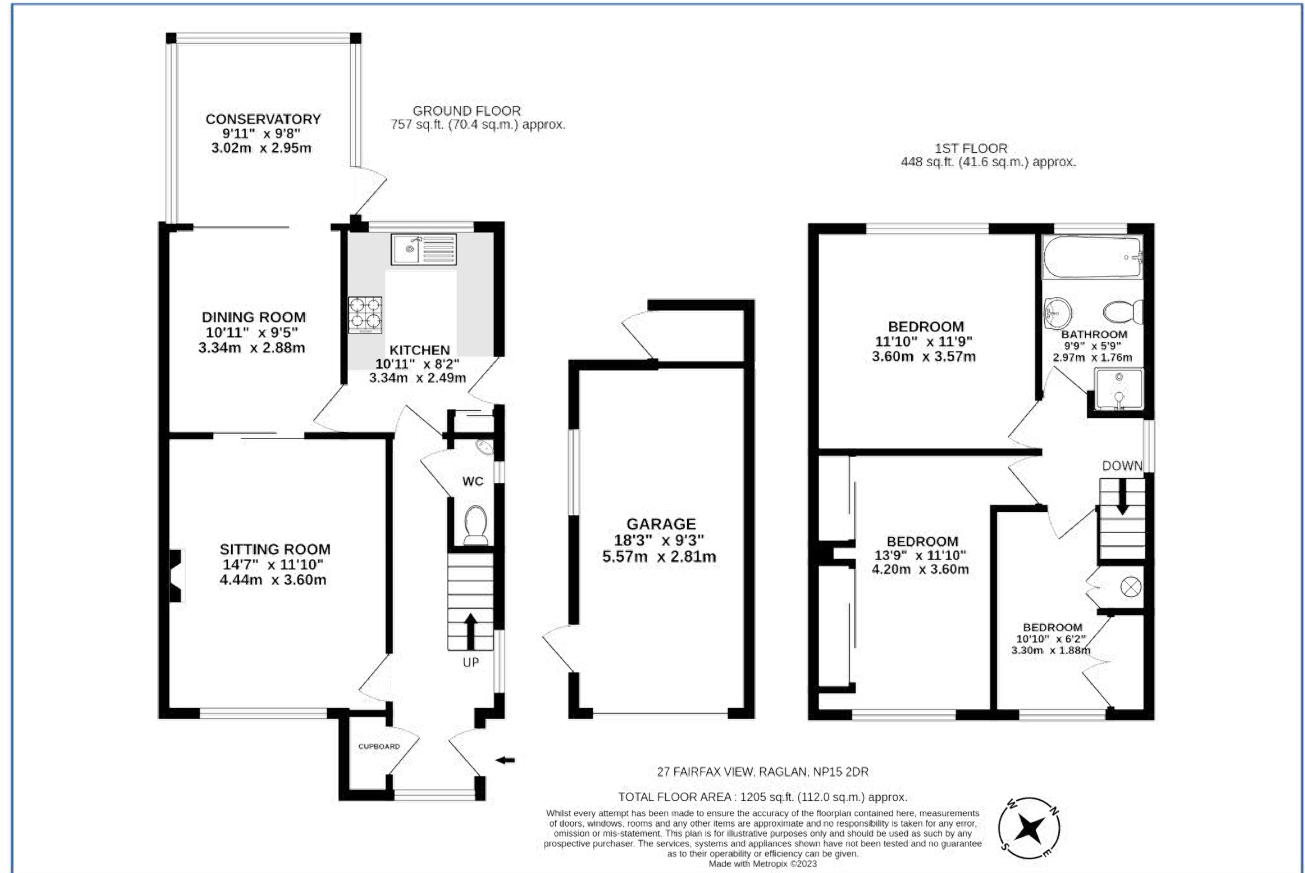 CONSERVATORY
9'11" x 9'8"
3.02m x 2.95m
GROUND FLOOR
757 sq.ft. (70.4 sq.m.) approx.
DINING ROOM
10'11" x 9'5"
3.34m x 2.88m
KITCHEN
10'11" x 8'2"
3.34m x 2.49m
WC
SITTING ROOM
14'7" x 11'10"
4.44m x 3.60m
UP
CUPBOARD
GARAGE
18'3" x 9'3"
5.57m x 2.81m
1ST FLOOR
448 sq.ft. (41.6 sq.m.) approx.
BEDROOM
11'10" x 11'9"
3.60m x 3.57m
BATHROOM
9'9" x 5'9"
2.97m x 1.76m
DOWN
BEDROOM
13'9" x 11'10"
4.20m x 3.60m
BEDROOM
10'10" x 6'2"
3.30m x 1.88m
27 FAIRFAX VIEW, RAGLAN, NP15 2DR
TOTAL FLOOR AREA : 1205 sq.ft. (112.0 sq.m.) approx.
Whilst every attempt has been made to ensure the accuracy of the floorplan contained here, measurements
of doors, windows, rooms and any other items are approximate and no responsibility is taken for any error,
omission or mis-statement. This plan is for illustrative purposes only and should be used as such by any
prospective purchaser. The services, systems and appliances shown have not been tested and no guarantee
as to their operability or efficiency can be given.
Made with Metropix ©2023
W
N
S
E